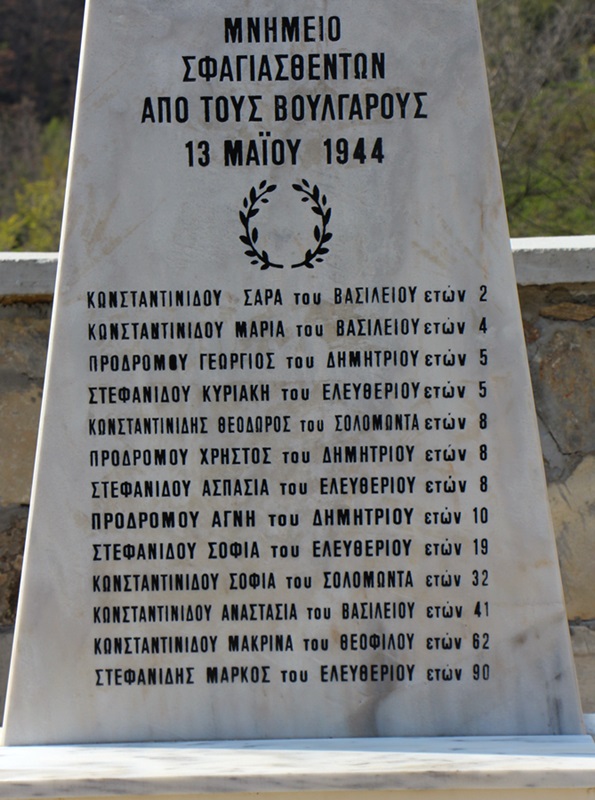 ΜΝΗΜΕΙΟ
ΣΦΑΓΙΑΣΘΕΝΤΩΝ
ΑΠΟ ΤΟΥΣ ΒΟΥΛΓΑΡΟΥΣ
13 ΜΑΪΟΥ 1944
ΚΩΝΣΤΑΝΤΙΝΙΔΟΥ ΣΑΡΑ του ΒΑΣΙΛΕΙΟΥ ετών 2
ΚΩΝΣΤΑΝΤΙΝΙΔΟΥ ΜΑΡΙΑ του ΒΑΣΙΛΕΙΟΥ ετών 4
ΠΡΟΔΡΟΜΟΥ ΓΕΩΡΓΙΟΣ του ΔΗΜΗΤΡΙΟΥ ετών 5
ΣΤΕΦΑΝΙΔΟΥ ΚΥΡΙΑΚΗ του ΕΛΕΥΘΕΡΙΟΥ ετών 5
ΚΩΝΣΤΑΝΤΙΝΙΔΗΣ ΘΕΟΔΩΡΟΣ του ΣΟΛΟΜΩΝΤΑ ετών 8
ΠΡΟΔΡΟΜΟΥ ΧΡΗΣΤΟΣ του ΔΗΜΗΤΡΙΟΥ ετών 8
ΣΤΕΦΑΝΙΔΟΥ ΑΣΠΑΣΙΑ του ΕΛΕΥΘΕΡΙΟΥ ετών 8
ΠΡΟΔΡΟΜΟΥ ΑΓΝΗ του ΔΗΜΗΤΡΙΟΥ ετών 10
ΣΤΕΦΑΝΙΔΟΥ ΣΟΦΙΑ του ΕΛΕΥΘΕΡΙΟΥ ετών 19
ΚΩΝΣΤΑΝΤΙΝΙΔΟΥ ΣΟΦΙΑ του ΣΟΛΟΜΩΝΤΑ ετών 32
ΚΩΝΣΤΑΝΤΙΝΙΔΟΥ ΑΝΑΣΤΑΣΙΑ του ΒΑΣΙΛΕΙΟΥ ετών 41
ΚΩΝΣΤΑΝΤΙΝΙΔΟΥ ΜΑΚΡΙΝΑ του ΘΕΟΦΙΛΟΥ ετών 62
ΣΤΕΦΑΝΙΔΗΣ ΜΑΡΚΟΣ του ΕΛΕΥΘΕΡΙΟΥ ετών 90